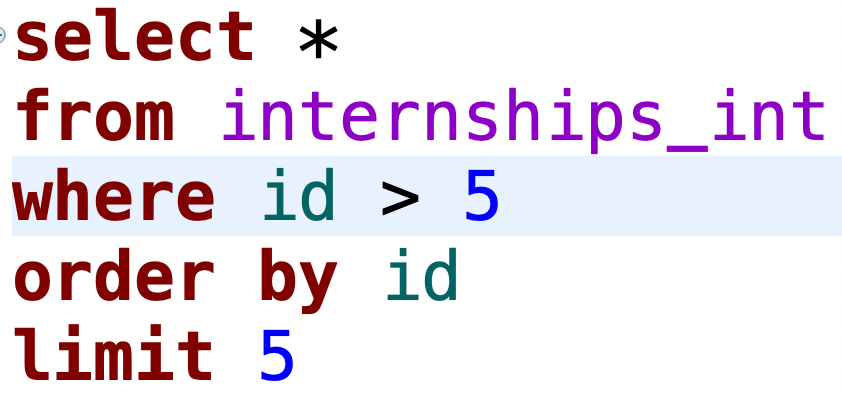 select *
from internships_int
where id > 5
order by id
limit 5